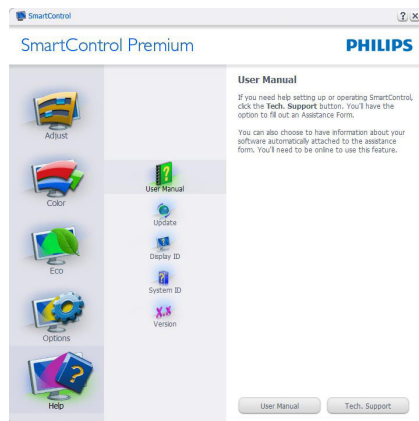 SmartControl
SmartControl Premium
PHILIPS
Adjust
Color
Eco
Options
Help
User Manual
Update
Display ID
System ID
X.X
Version
User Manual
If you need help setting up or operating SmartControl,
click the Tech. Support button. You'll have the
option to fill out an Assistance Form.
You can also choose to have information about your
software automatically attached to the assistance
form. You'll need to be online to use this feature.
User Manual
Tech. Support